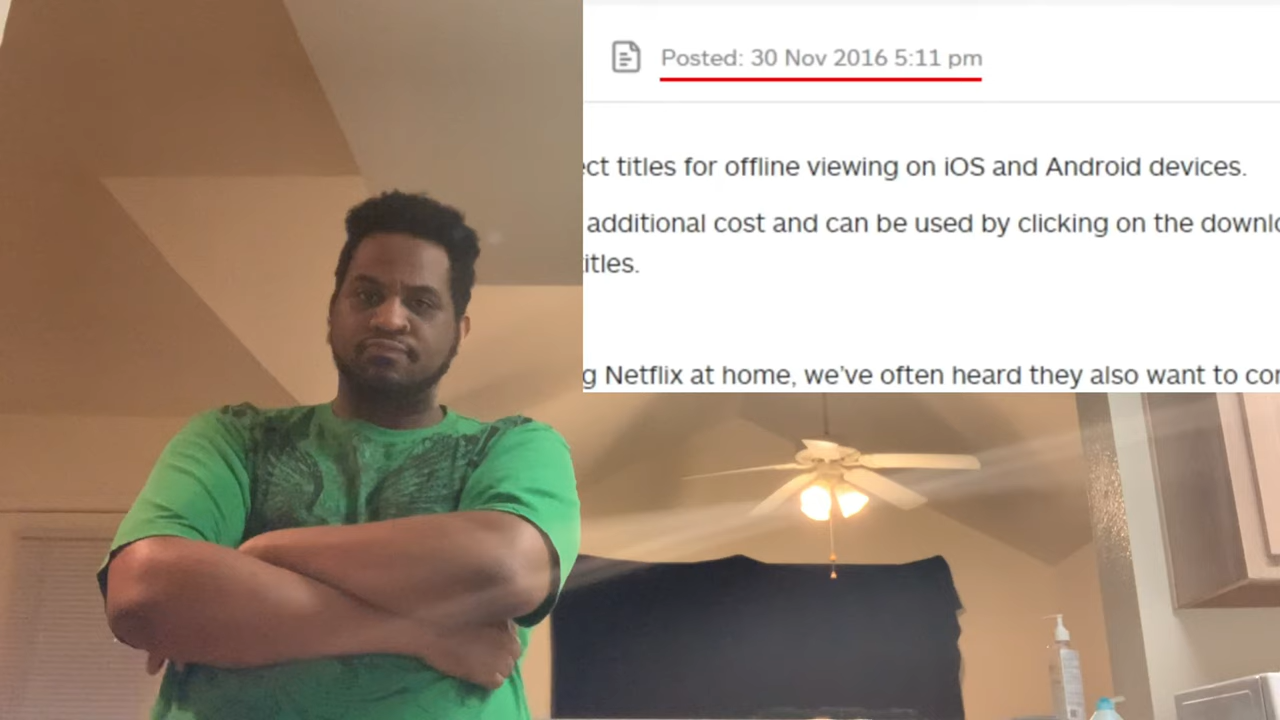 Posted: 30 Nov 2016 5:11 pm
ect titles for offline viewing on iOS and Android devices.
additional cost and can be used by clicking on the downlo
itles.
g Netflix at home, we've often heard they also want to con